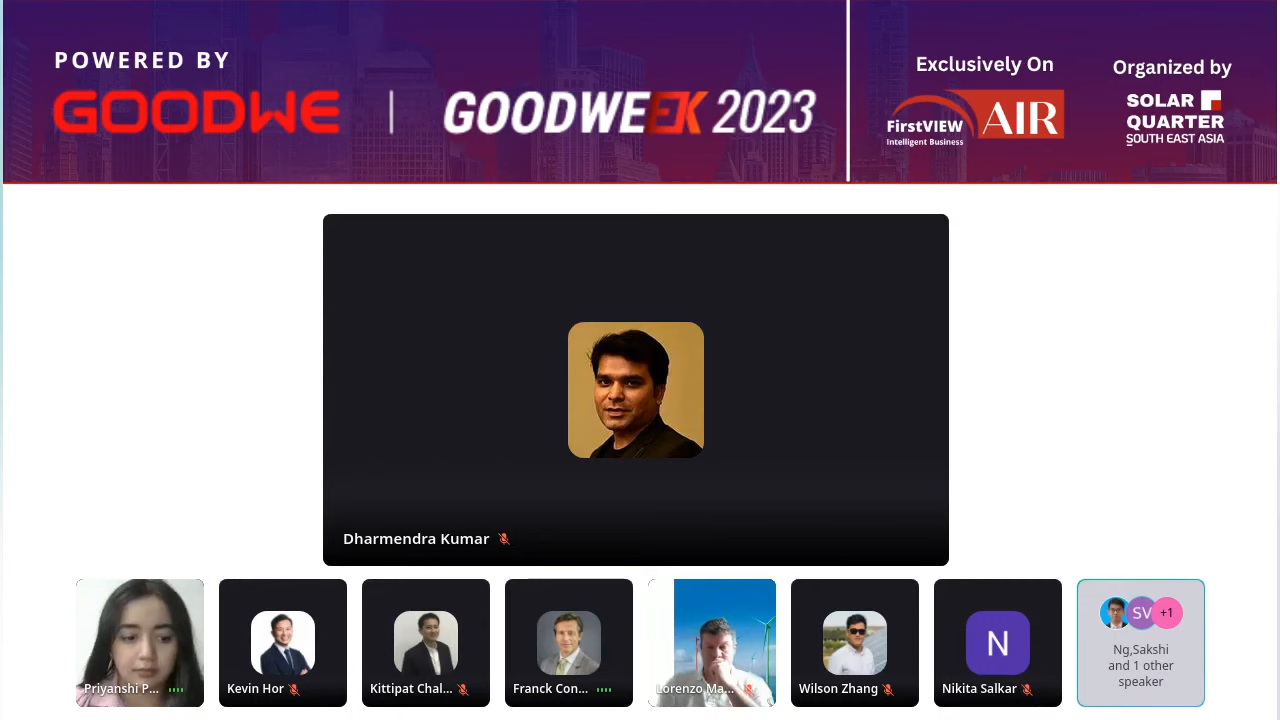 POWERED BY
GOODWE
GOODWEEK 2023
Exclusively On
FirstVIEW
Intelligent Business
AIR
Organized by
SOLAR
QUARTER
SOUTH EAST ASIA
Dharmendra Kumar
Priyanshi P...
Kevin Hor
Kittipat Chal...
Franck Con...
Lorenzo Ma...
Wilson Zhang
N
Nikita Salkar
SV
+1
Ng,Sakshi
and 1 other
speaker